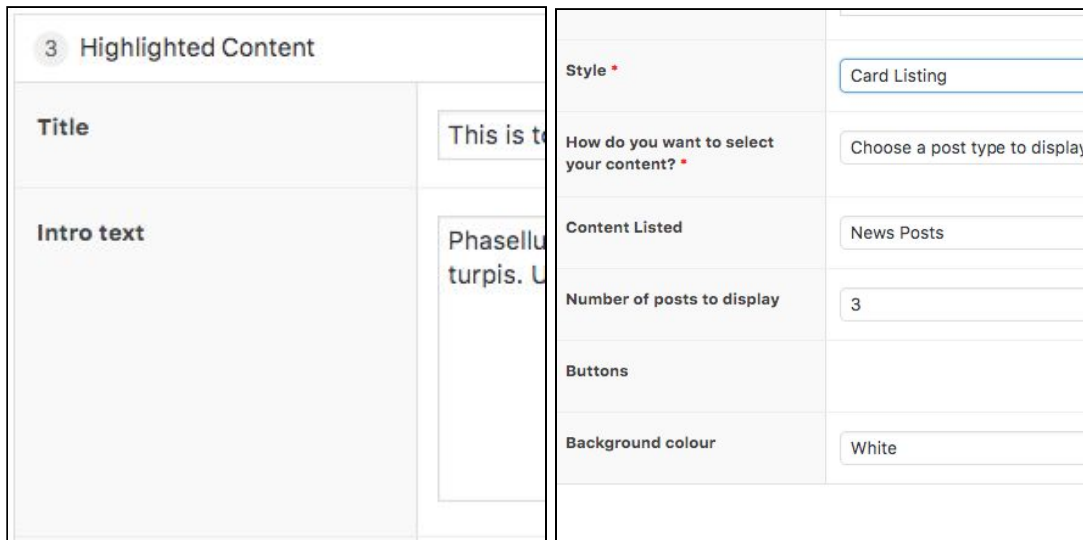 3 Highlighted Content
Title
This is
Intro text
turpis.
Style *
Card Listing
How do you want to select
your content? *
Choose a post type to display
Content Listed
News Posts
Number of posts to display
3
Buttons
Background colour
White